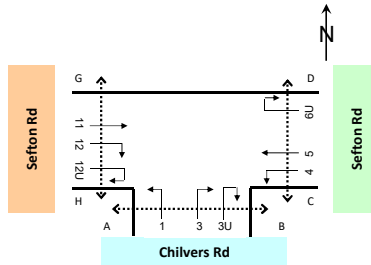 N
G D
Sefton Rd Sefton Rd
6U
11
12 5
12U 4
H C
A 1 3 3U B
Chilvers Rd